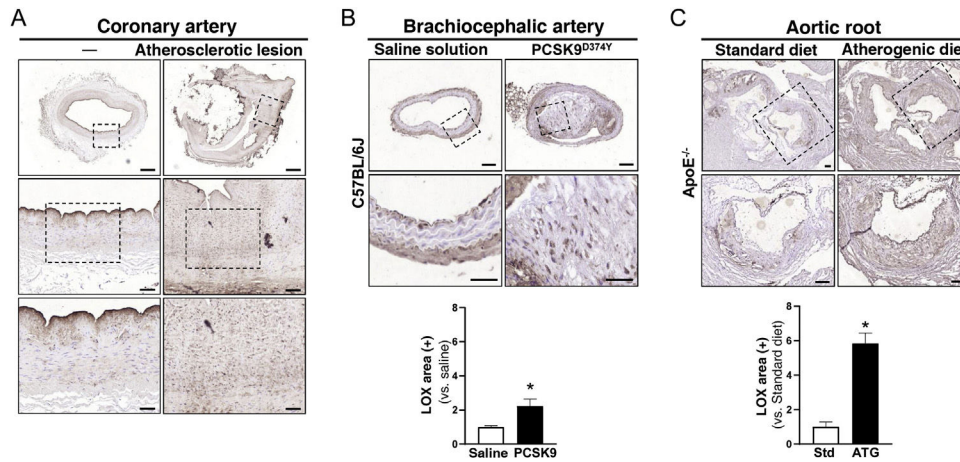 A
Coronary artery
— Atherosclerotic lesion
B
Brachiocephalic artery
Saline solution PCSK9D374Y
C57BL/6J
LOX area (+)
(vs. saline)
8
6
4
2
0
*
Saline PCSK9
C
Aortic root
Standard diet Atherogenic die
ApoE-/-
LOX area (+)
(vs. Standard diet)
8
6
4
2
0
*
Std ATG